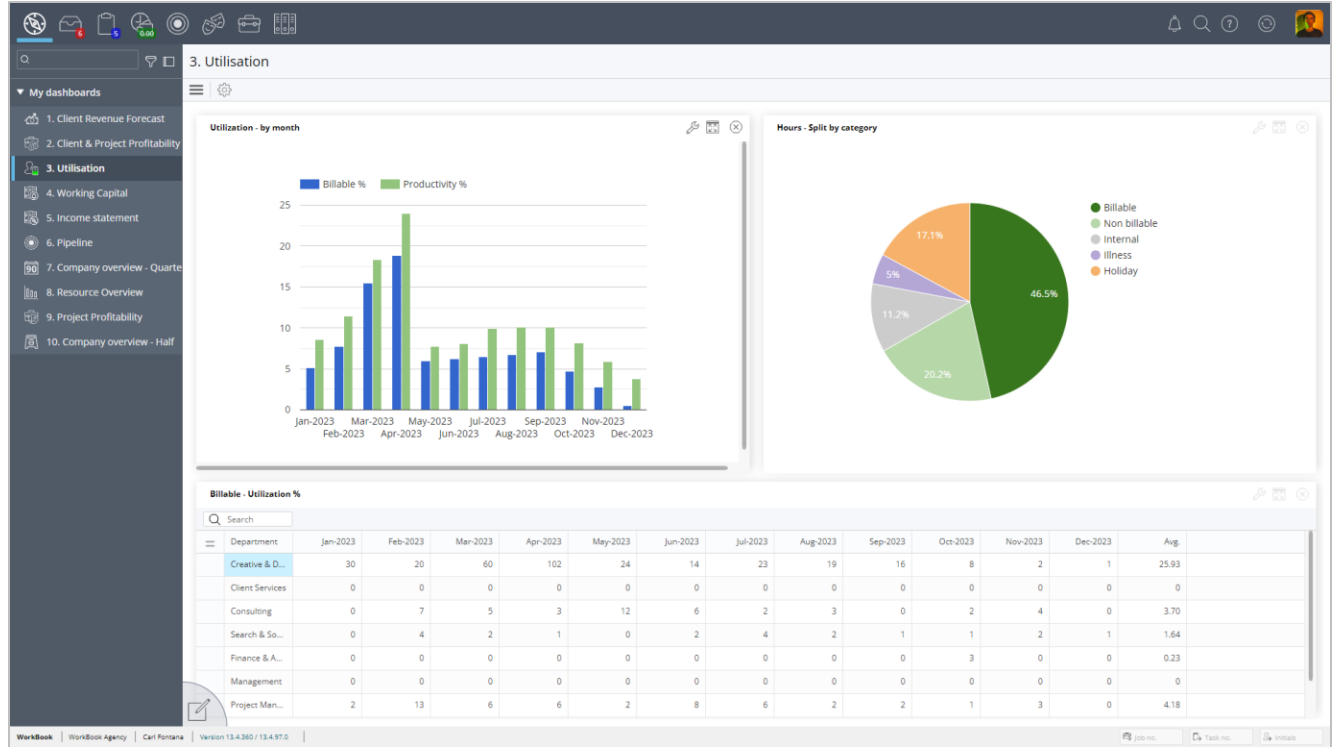 6
5
0.00
3. Utilisation
My dashboards
1. Client Revenue Forecast
2. Client & Project Profitability
3. Utilisation
4. Working Capital
5. Income statement
6. Pipeline
7. Company overview - Quarte
8. Resource Overview
9. Project Profitability
10. Company overview - Half
90
Utilization - by month
Billable % Productivity %
25
20
15
10
5
0
Jan-2023 Mar-2023 May-2023 Jul-2023 Sep-2023 Nov-2023
Feb-2023 Apr-2023 Jun-2023 Aug-2023 Oct-2023 Dec-2023
Hours - Split by category
17.1%
5%
46.5%
11.2%
20.2%
Billable
Non billable
Internal
Illness
Holiday
Billable - Utilization %
Search
Department Jan-2023 Feb-2023 Mar-2023 Apr-2023 May-2023 Jun-2023 Jul-2023 Aug-2023 Sep-2023 Oct-2023 Nov-2023 Dec-2023 Avg.
Creative & D... 30 20 60 102 24 14 23 19 16 8 2 1 25.93
Client Services 0 0 0 0 0 0 0 0 0 0 0 0 0
Consulting 0 7 5 3 12 6 2 3 0 2 4 0 3.70
Search & So... 0 4 2 1 0 2 4 2 1 1 2 1 1.64
Finance & A... 0 0 0 0 0 0 0 0 0 3 0 0 0.23
Management 0 0 0 0 0 0 0 0 0 0 0 0 0
Project Man... 2 13 6 6 2 8 6 2 2 1 3 0 4.18
WorkBook WorkBook Agency Carl Fontana Version 13.4.360 / 13.4.97.0 Job no. Task no. Initials